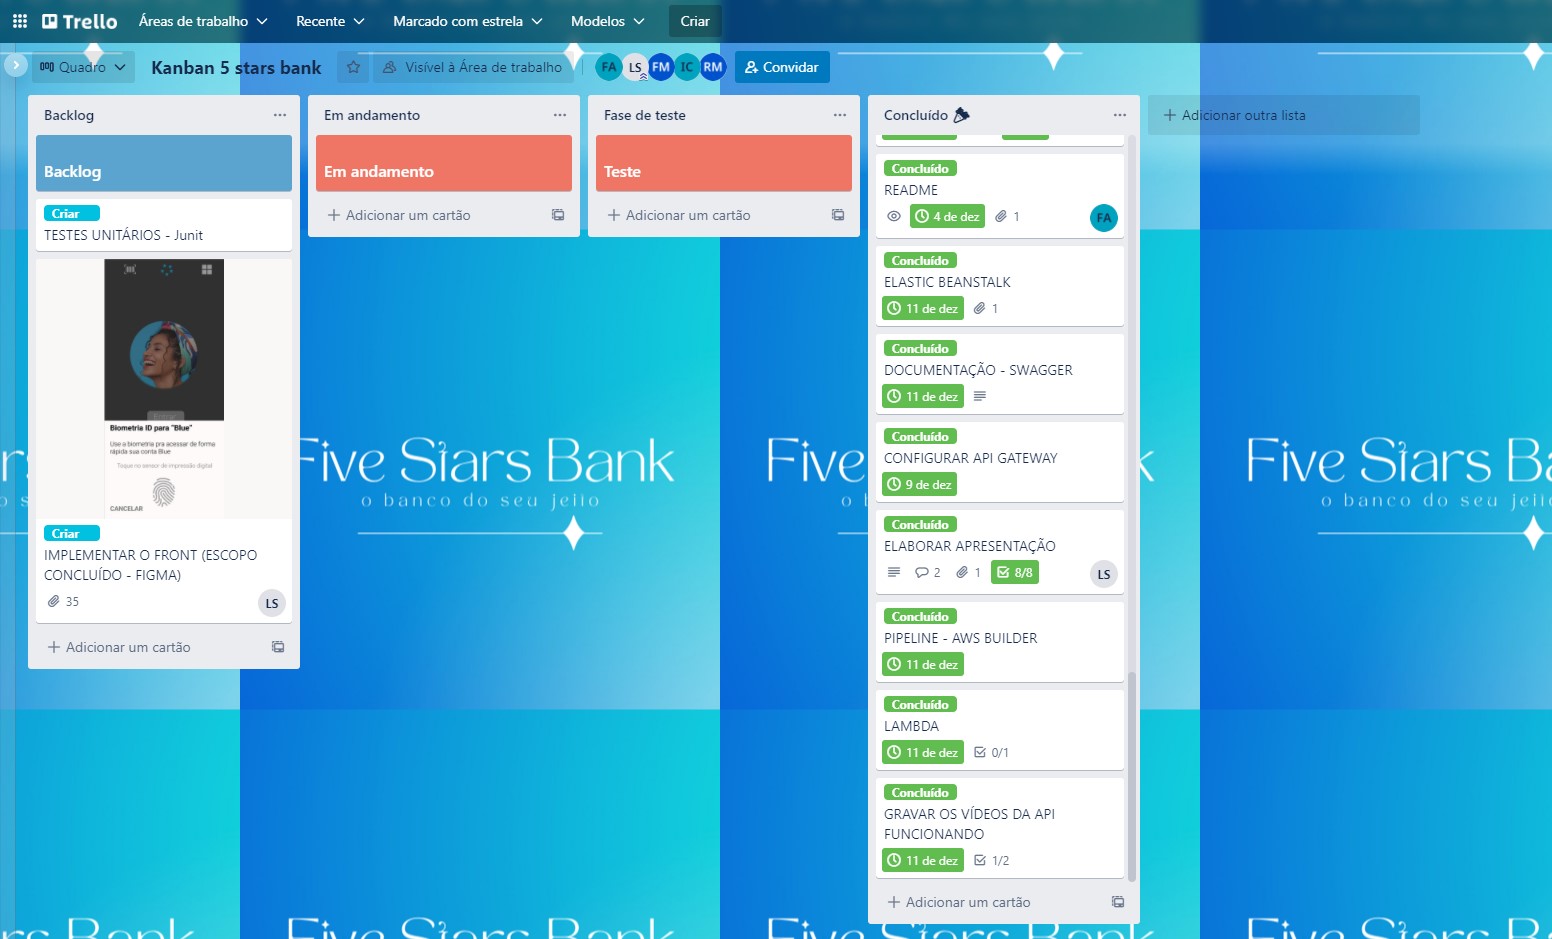 Trello
Áreas de trabalho
Recente
Marcado com estrela
Modelos
Criar
Quadro
Kanban 5 stars bank
Visível à Área de trabalho
FA
LS
FM
IC
RM
Convidar
Backlog
Backlog
Criar
TESTES UNITÁRIOS - Junit
Biometria ID para "Blue"
Use a biometria pra acessar de forma
rápida sua conta Blue
Toque no sensor de impressão digital
CANCELAR
Criar
IMPLEMENTAR O FRONT (ESCOPO
CONCLUÍDO - FIGMA)
35
LS
+ Adicionar um cartão
Em andamento
Em andamento
+ Adicionar um cartão
Fase de teste
Teste
+ Adicionar um cartão
Concluído
Concluído
README
4 de dez
1
FA
Concluído
ELASTIC BEANSTALK
11 de dez
1
Concluído
DOCUMENTAÇÃO - SWAGGER
11 de dez
Concluído
CONFIGURAR API GATEWAY
9 de dez
Concluído
ELABORAR APRESENTAÇÃO
2
1
8/8
LS
Concluído
PIPELINE - AWS BUILDER
11 de dez
Concluído
LAMBDA
11 de dez
0/1
Concluído
GRAVAR OS VÍDEOS DA API
FUNCIONANDO
11 de dez
1/2
+ Adicionar um cartão
+ Adicionar outra lista
Five Stars Bank
o banco do seu jeito
Five Stars Ba
o banco do seu jeito